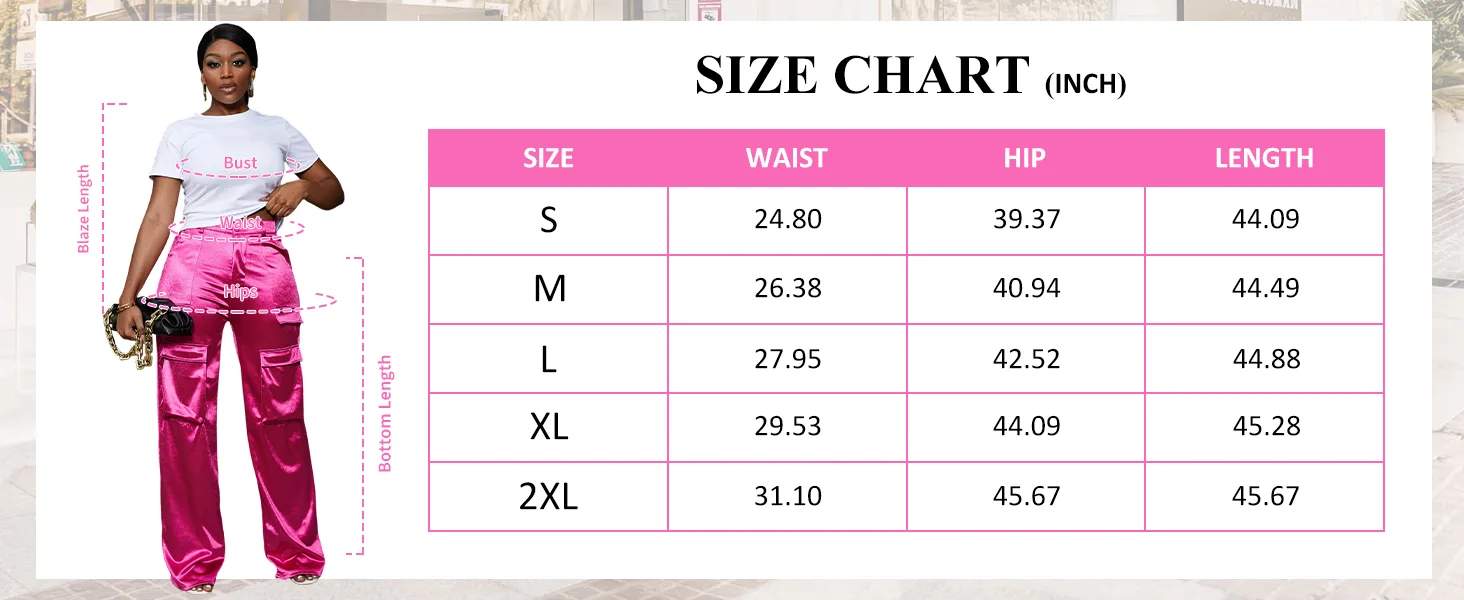 SIZE CHART (INCH)
Blaze Length
Bust
Waist
Hips
Bottom Length
SIZE WAIST HIP LENGTH
S 24.80 39.37 44.09
M 26.38 40.94 44.49
L 27.95 42.52 44.88
XL 29.53 44.09 45.28
2XL 31.10 45.67 45.67